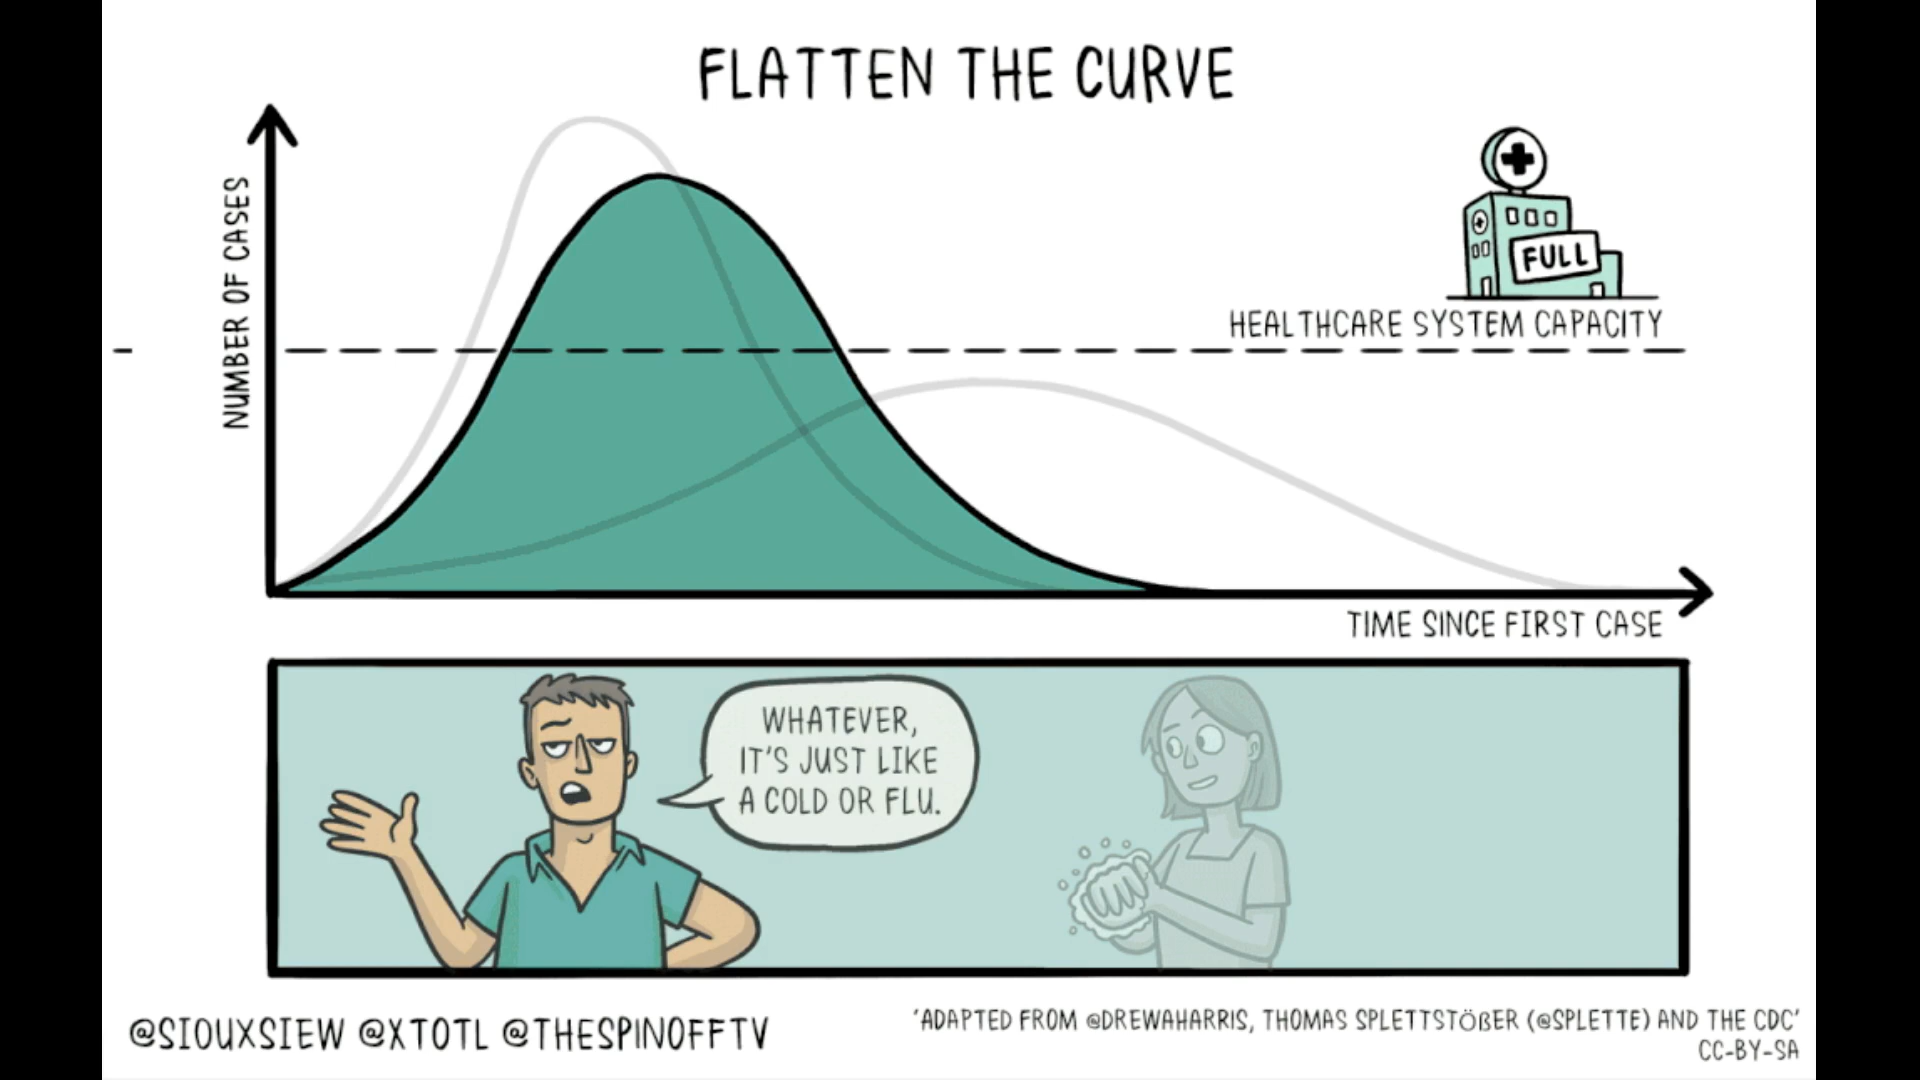 FLATTEN THE CURVE
NUMBER OF CASES
FULL
HEALTHCARE SYSTEM CAPACITY
TIME SINCE FIRST CASE
WHATEVER,
IT'S JUST LIKE
A COLD OR FLU.
@SIOUXSIEW @XTOTL @THESPINOFFTV
'ADAPTED FROM @DREWAHARRIS, THOMAS SPLETTSTÖßER (@SPLETTE) AND THE CDC'
CC-BY-SA